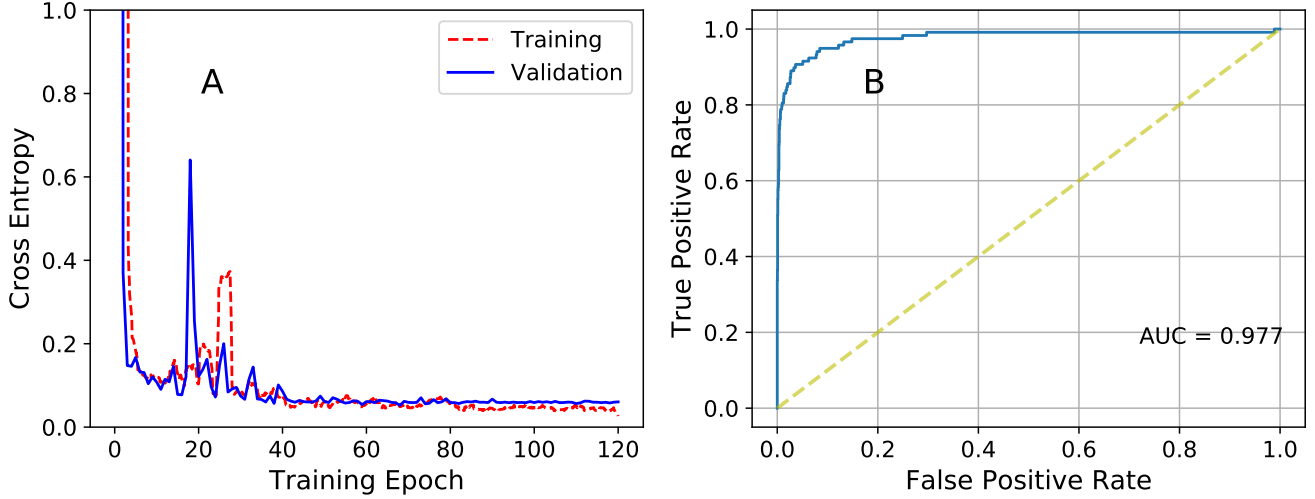 Cross Entropy
1.0
0.8
0.6
0.4
0.2
0.0
A
Training
Validation
0 20 40 60 80 100 120
Training Epoch
True Positive Rate
1.0
0.8
0.6
0.4
0.2
0.0
B
AUC = 0.977
0.0 0.2 0.4 0.6 0.8 1.0
False Positive Rate